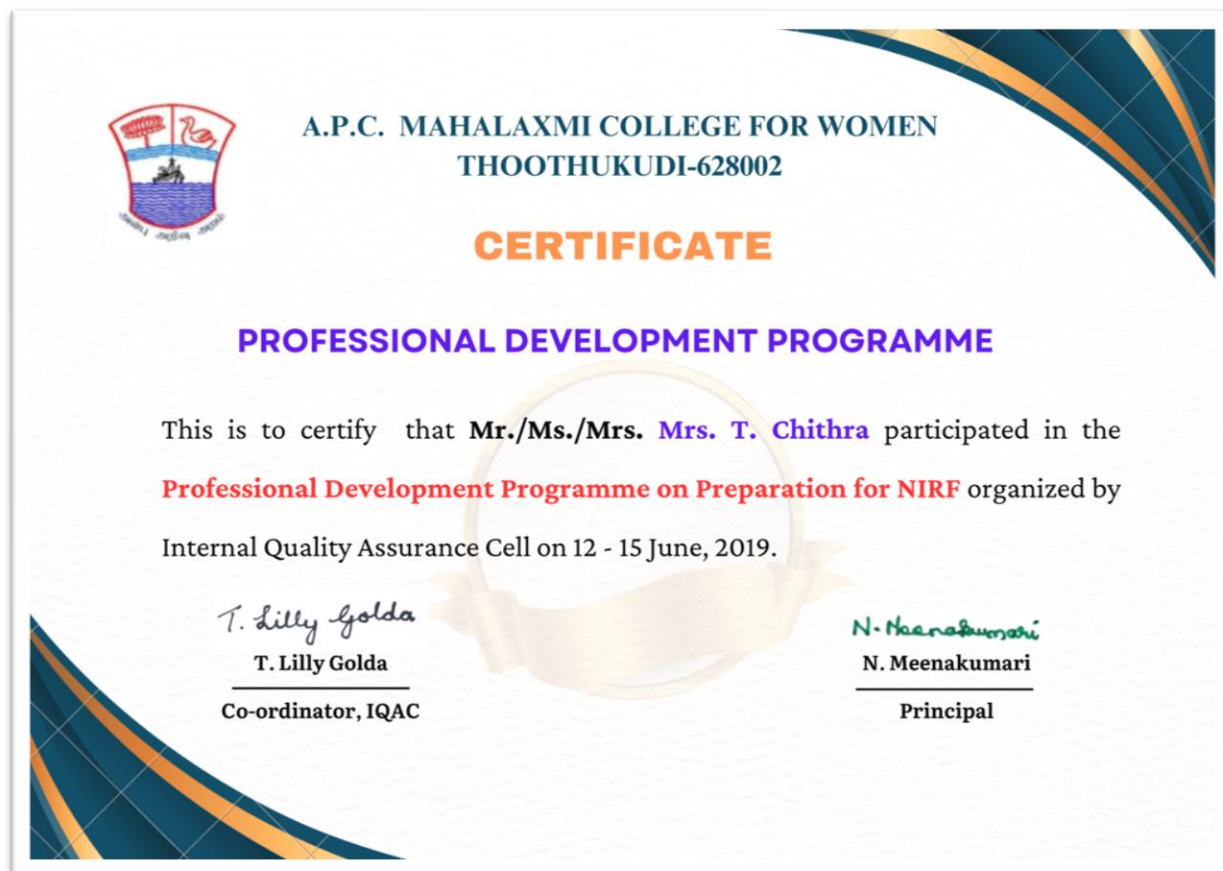 A.P.C. MAHALAXMI COLLEGE FOR WOMEN
THOOTHUKUDI-628002
CERTIFICATE
PROFESSIONAL DEVELOPMENT PROGRAMME
This is to certify that Mr./Ms./Mrs. Mrs. T. Chithra participated in the
Professional Development Programme on Preparation for NIRF organized by
Internal Quality Assurance Cell on 12 - 15 June, 2019.
T. Lilly Golda
T. Lilly Golda
Co-ordinator, IQAC
N. Meenakumari
N. Meenakumari
Principal